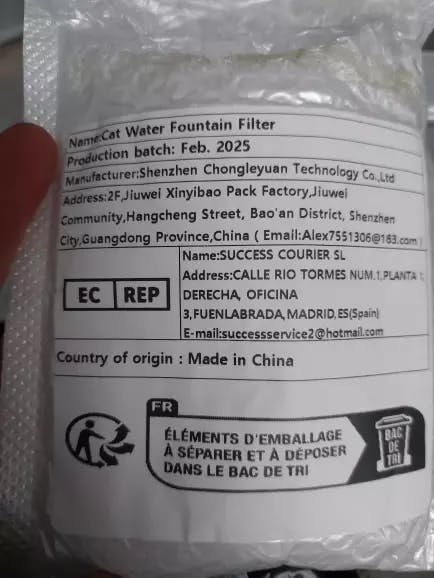 Name:Cat Water Fountain Filter
Production batch: Feb. 2025
Manufacturer:Shenzhen Chongleyuan Technology Co.,Ltd
Address:2F,Jiuwei Xinyibao Pack Factory,Jiuwei
Community,Hangcheng Street, Bao'an District, Shenzhen
City,Guangdong Province,China ( Email:Alex7551306@163.com )
EC REP
Name:SUCCESS COURIER SL
Address:CALLE RIO TORMES NUM.1,PLANTA 1,
DERECHA, OFICINA
3,FUENLABRADA,MADRID,ES(Spain)
E-mail:successservice2@hotmail.com
Country of origin : Made in China
FR
ÉLÉMENTS D'EMBALLAGE
À SÉPARER ET À DÉPOSER
DANS LE BAC DE TRI
BAC
DE
TRI